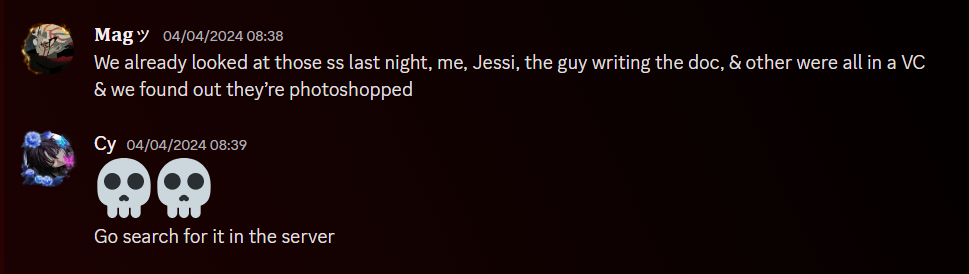 Magッ 04/04/2024 08:38
We already looked at those ss last night, me, Jessi, the guy writing the doc, & other were all in a VC
& we found out they're photoshopped
Cy 04/04/2024 08:39
💀💀
Go search for it in the server